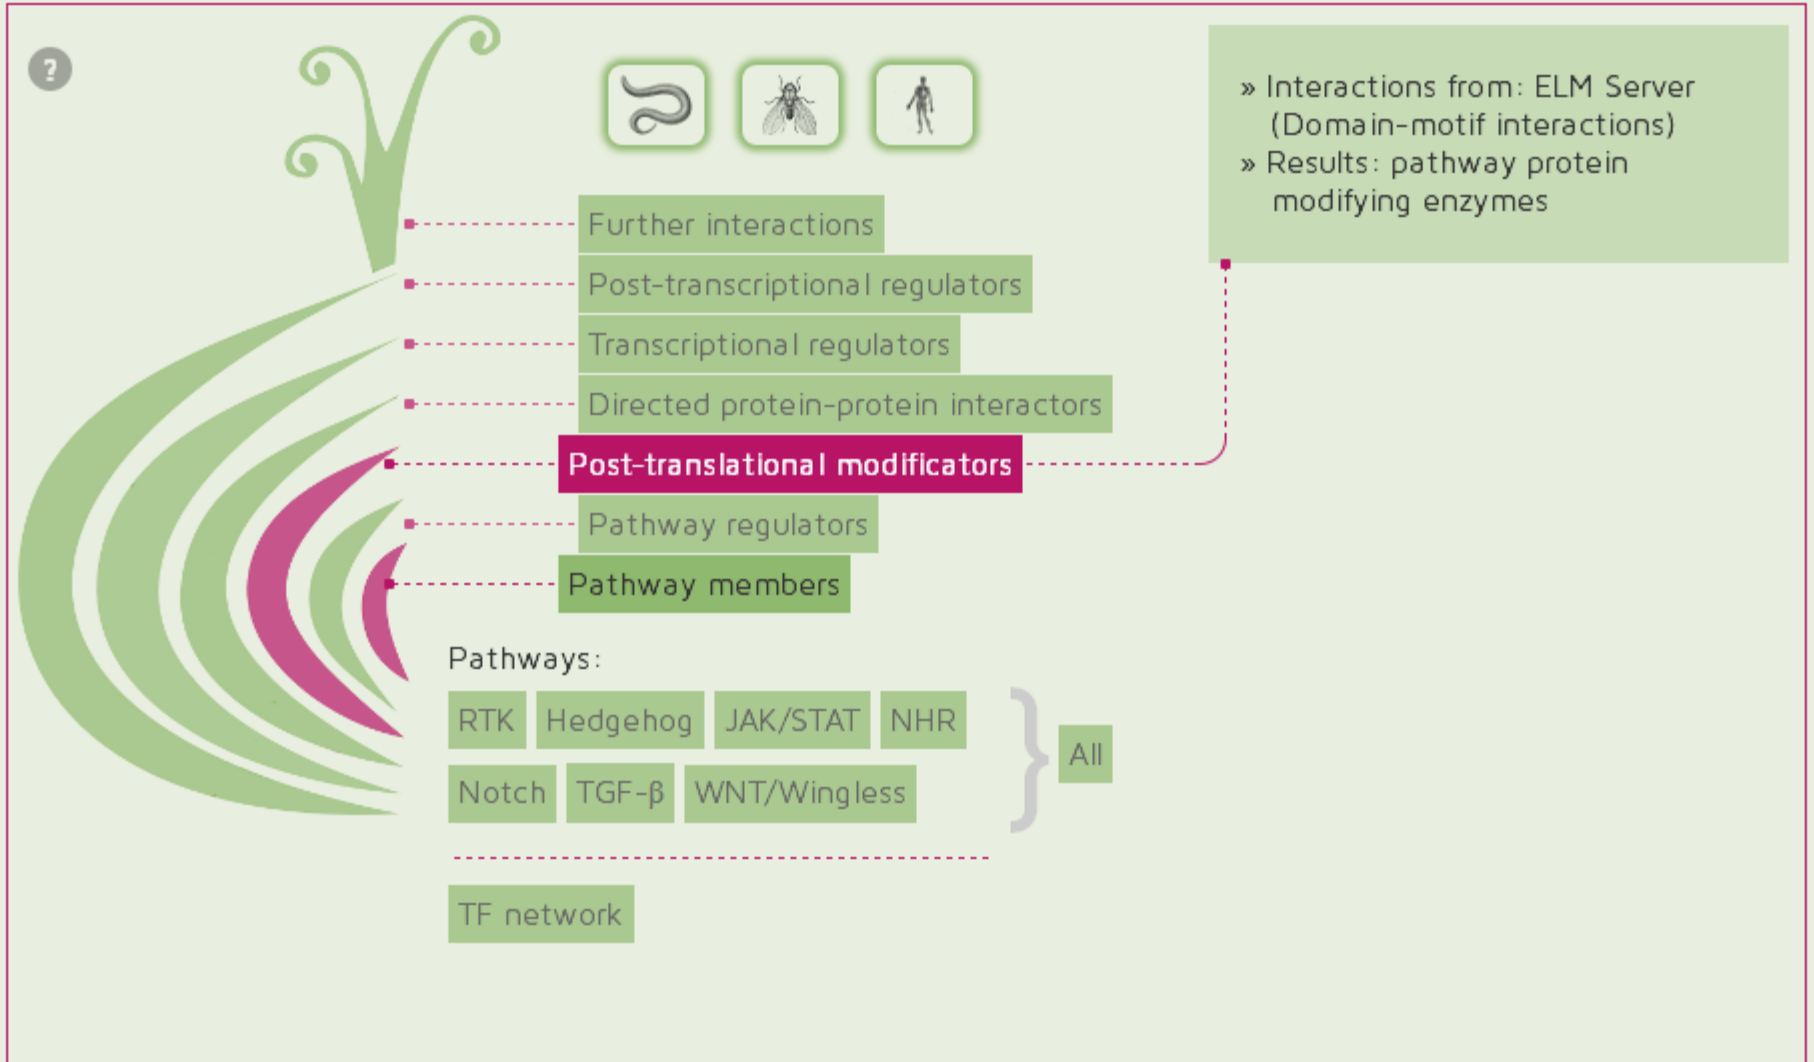 ?
» Interactions from: ELM Server
(Domain-motif interactions)
» Results: pathway protein
modifying enzymes
Further interactions
Post-transcriptional regulators
Transcriptional regulators
Directed protein-protein interactors
Post-translational modificators
Pathway regulators
Pathway members
Pathways:
RTK Hedgehog JAK/STAT NHR
All
Notch TGF-β WNT/Wingless
TF network